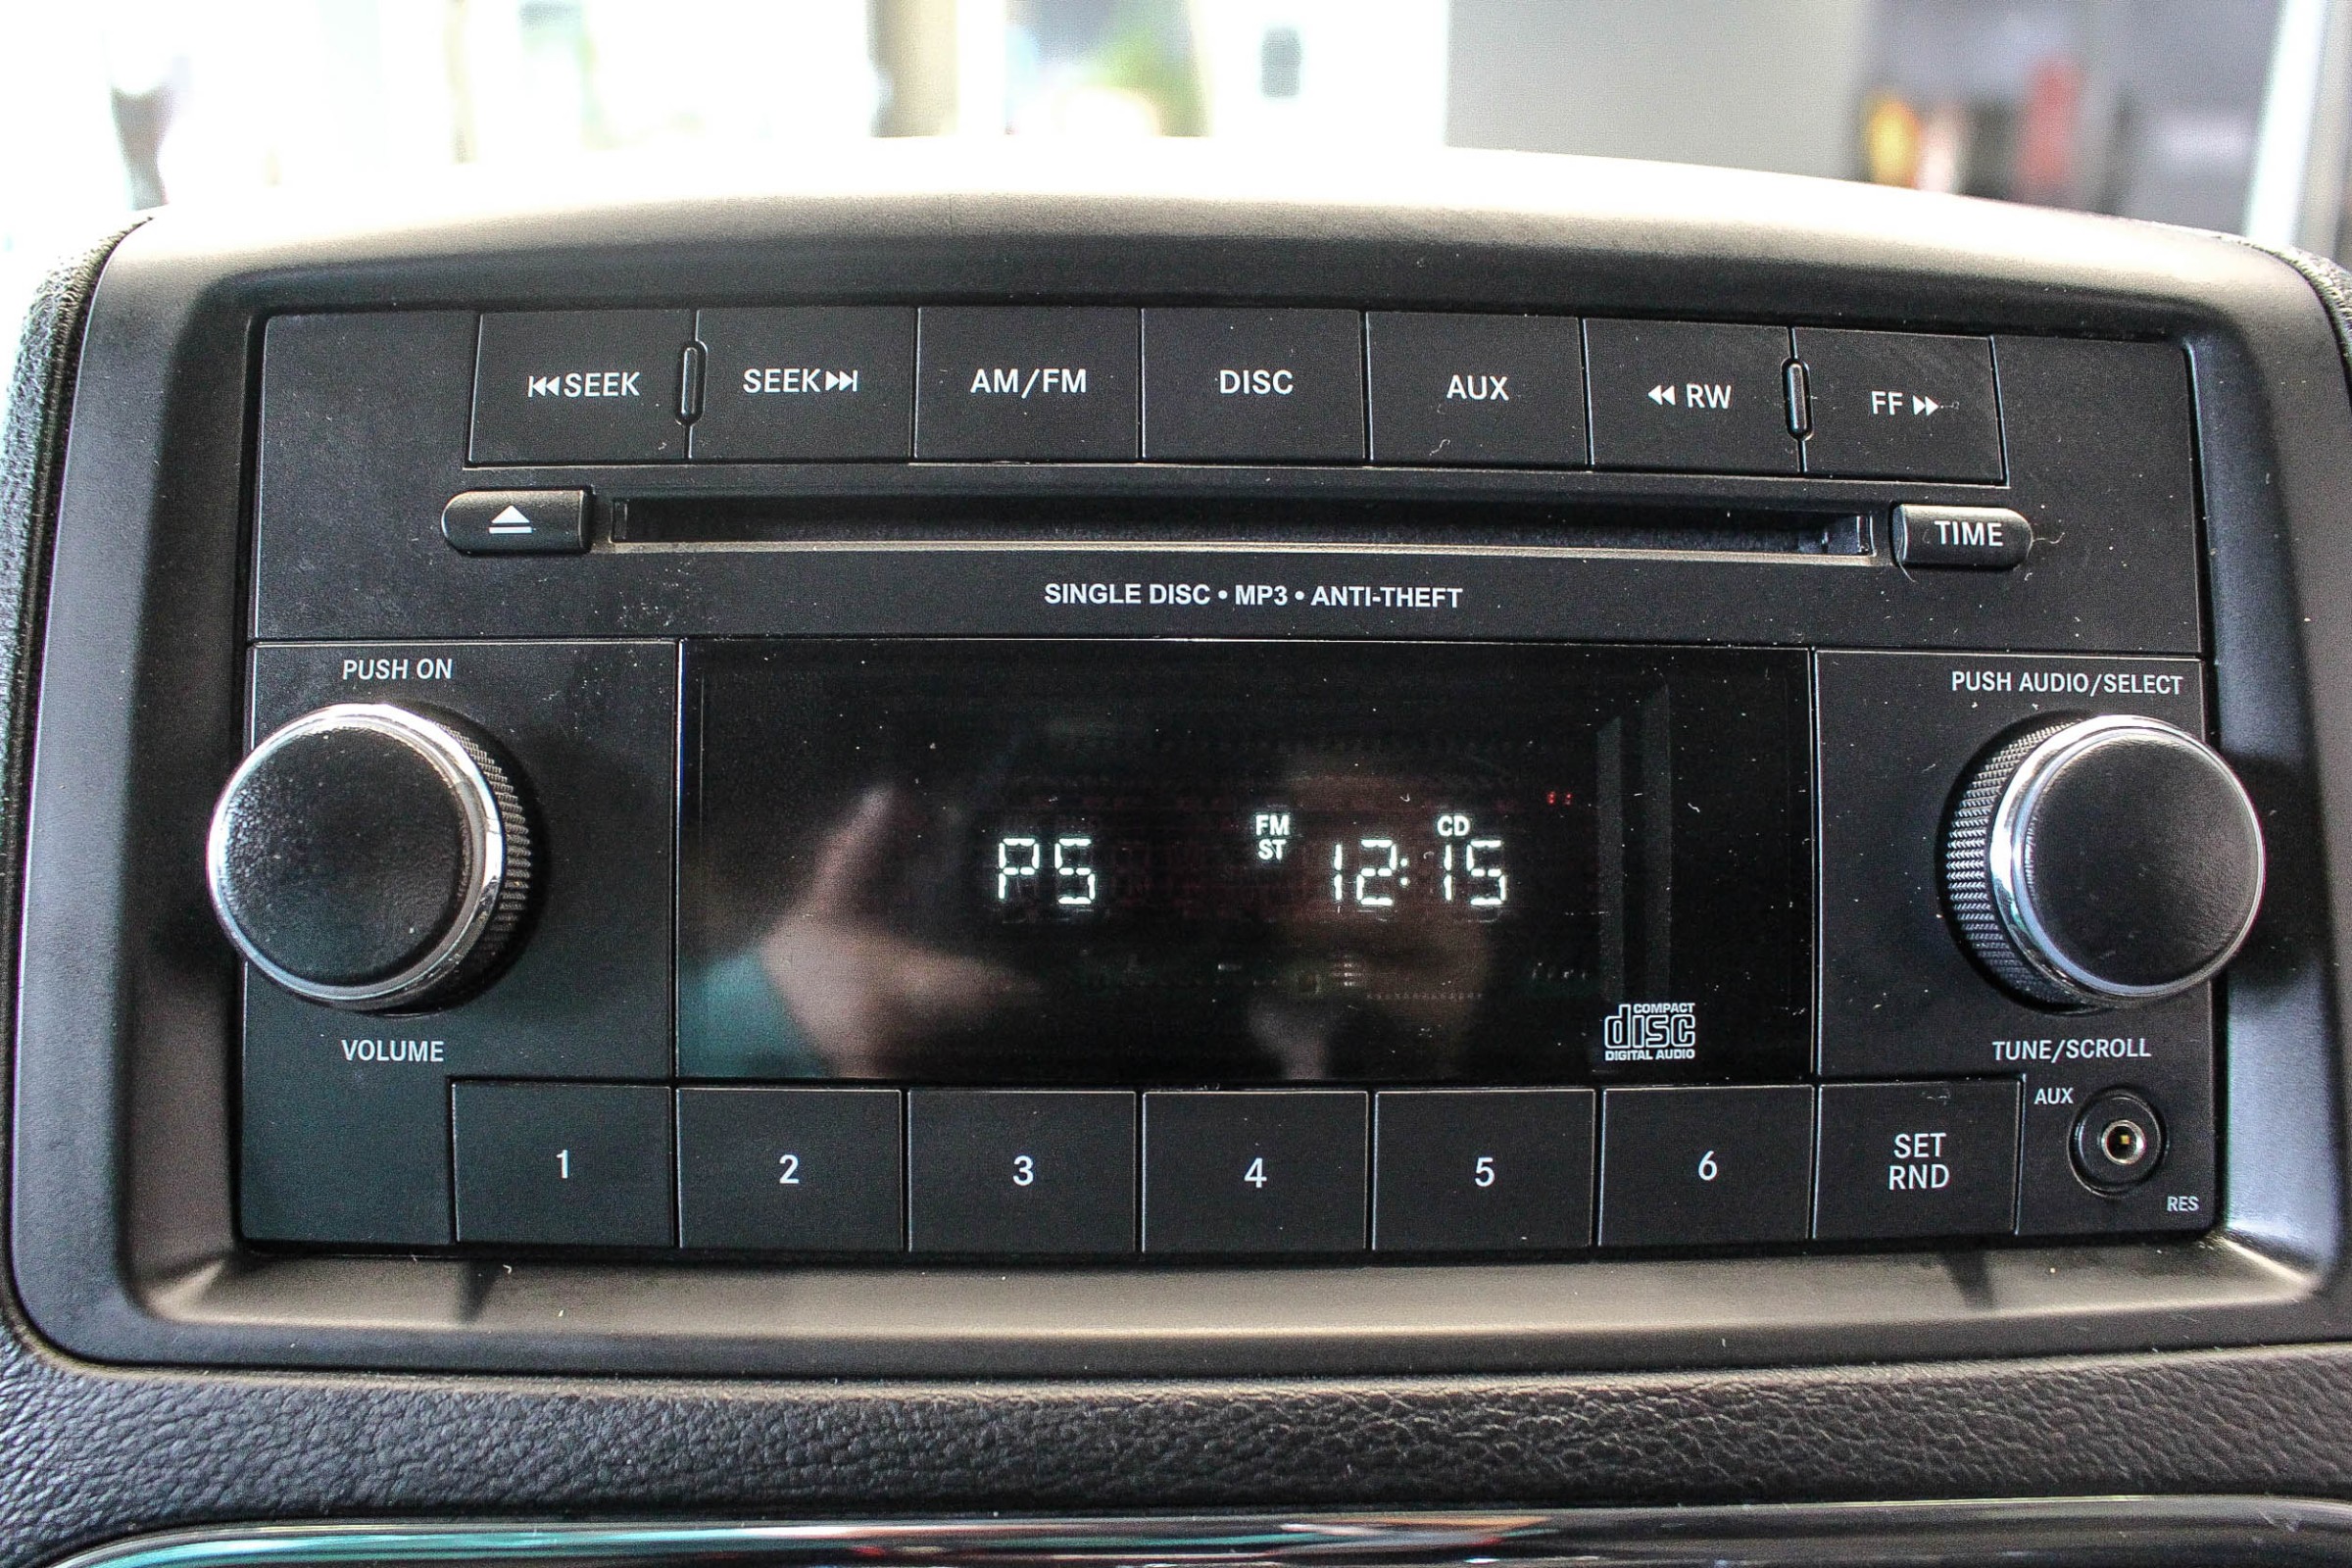 SEEK SEEK AM/FM DISC AUX RW FF
TIME
SINGLE DISC • MP3 • ANTI-THEFT
PUSH ON
PUSH AUDIO/SELECT
FM CD
ST
PS 12:15
COMPACT
disc
DIGITAL AUDIO
VOLUME
TUNE/SCROLL
AUX
1 2 3 4 5 6 SET
RND
RES